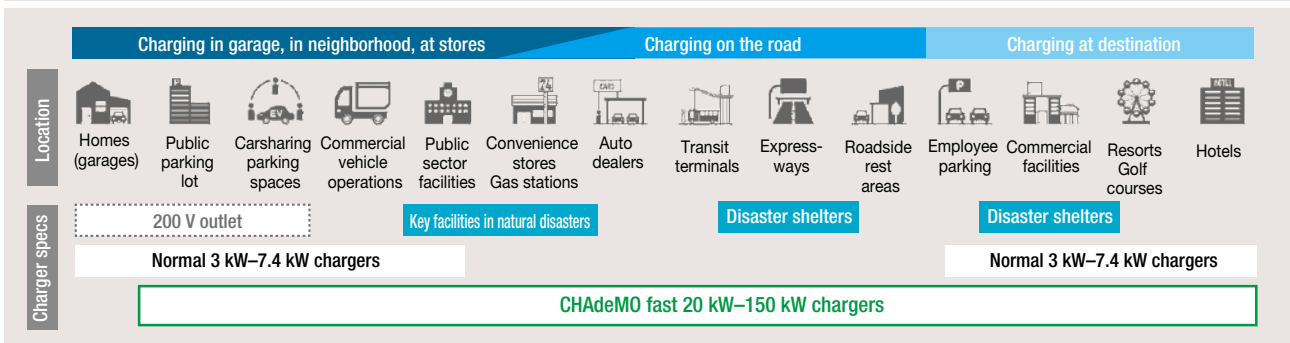 Charging in garage, in neighborhood, at stores
Charging on the road
Charging at destination
Location
P
EV
24
CARS
P
HOTEL
Homes
(garages)
Public
parking
lot
Carsharing
parking
spaces
Commercial
vehicle
operations
Public
sector
facilities
Convenience
stores
Gas stations
Auto
dealers
Transit
terminals
Express-
ways
Roadside
rest
areas
Employee
parking
Commercial
facilities
Resorts
Golf
courses
Hotels
Charger specs
200 V outlet
Key facilities in natural disasters
Disaster shelters
Disaster shelters
Normal 3 kW–7.4 kW chargers
Normal 3 kW–7.4 kW chargers
CHAdeMO fast 20 kW–150 kW chargers